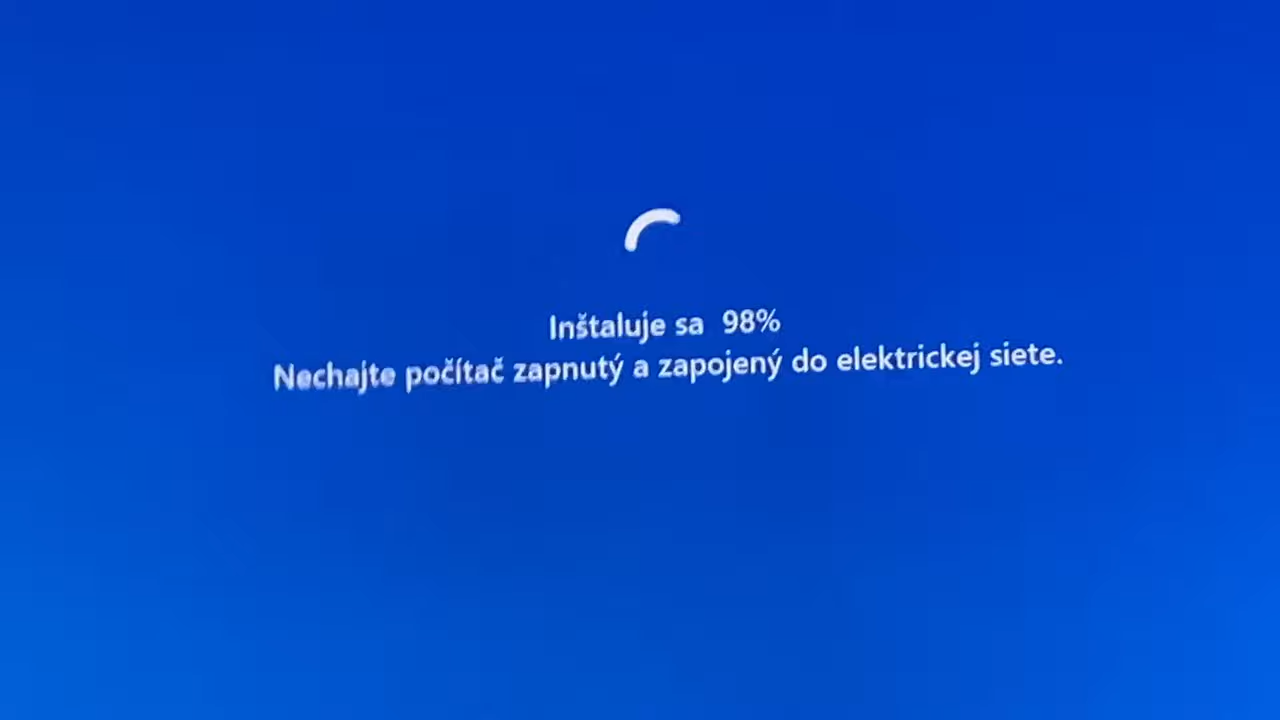 Inštaluje sa 98%
Nechajte počítač zapnutý a zapojený do elektrickej siete.